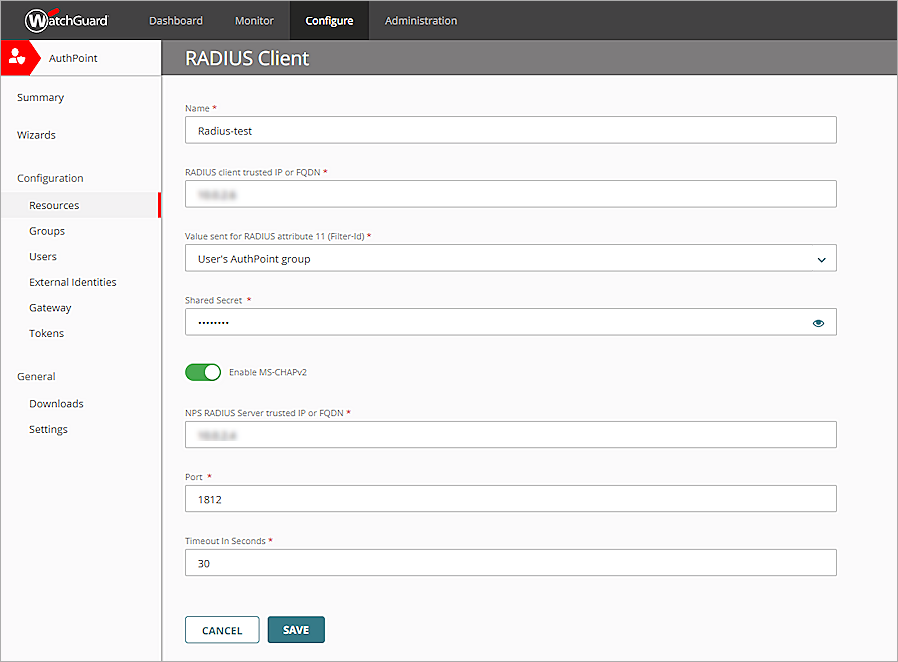 WatchGuard Dashboard Monitor Configure Administration
AuthPoint
RADIUS Client
Summary
Wizards
Configuration
Resources
Groups
Users
External Identities
Gateway
Tokens
General
Downloads
Settings
Name *
Radius-test
RADIUS client trusted IP or FQDN *
Value sent for RADIUS attribute 11 (Filter-Id) *
User's AuthPoint group
Shared Secret *
••••••••
Enable MS-CHAPv2
NPS RADIUS Server trusted IP or FQDN *
Port *
1812
Timeout In Seconds *
30
CANCEL SAVE